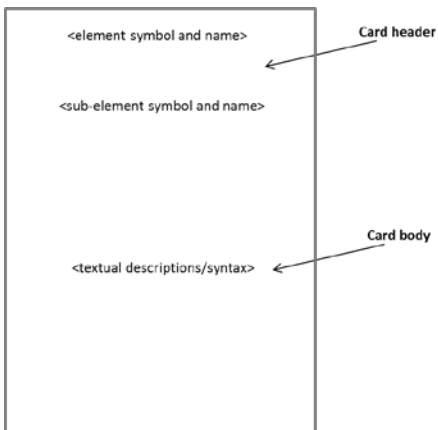 <element symbol and name>
Card header
<sub-element symbol and name>
Card body
<textual descriptions/syntax>